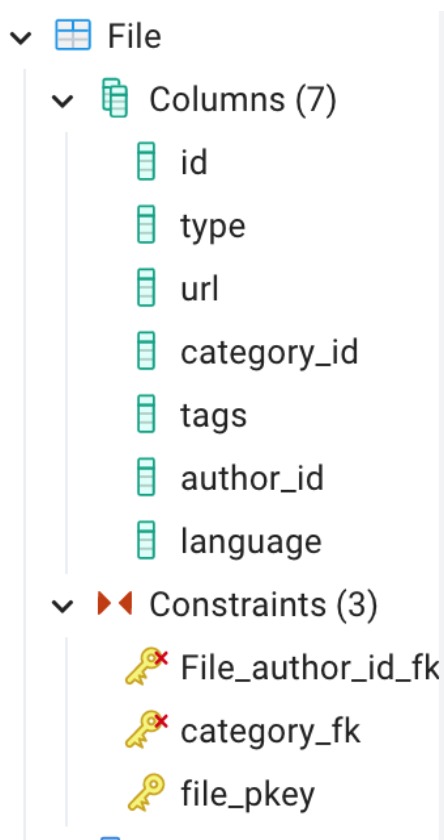 File
Columns (7)
id
type
url
category_id
tags
author_id
language
Constraints (3)
File_author_id_fk
category_fk
file_pkey